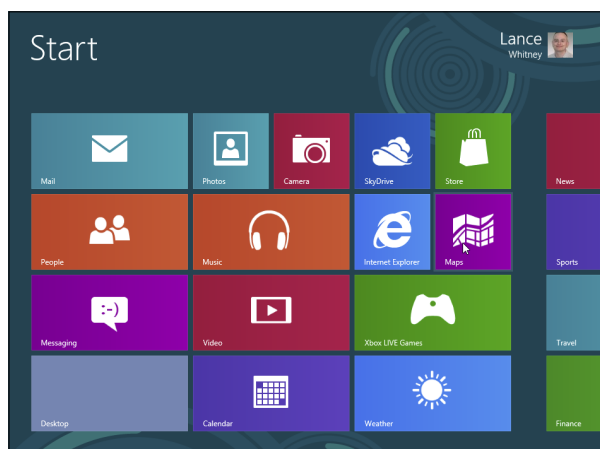 Start
Lance
Whitney
Mail
Photos
Camera
SkyDrive
Store
News
People
Music
Internet Explorer
Maps
Sports
:-)
Messaging
Video
Xbox LIVE Games
Travel
Desktop
Calendar
Weather
Finance